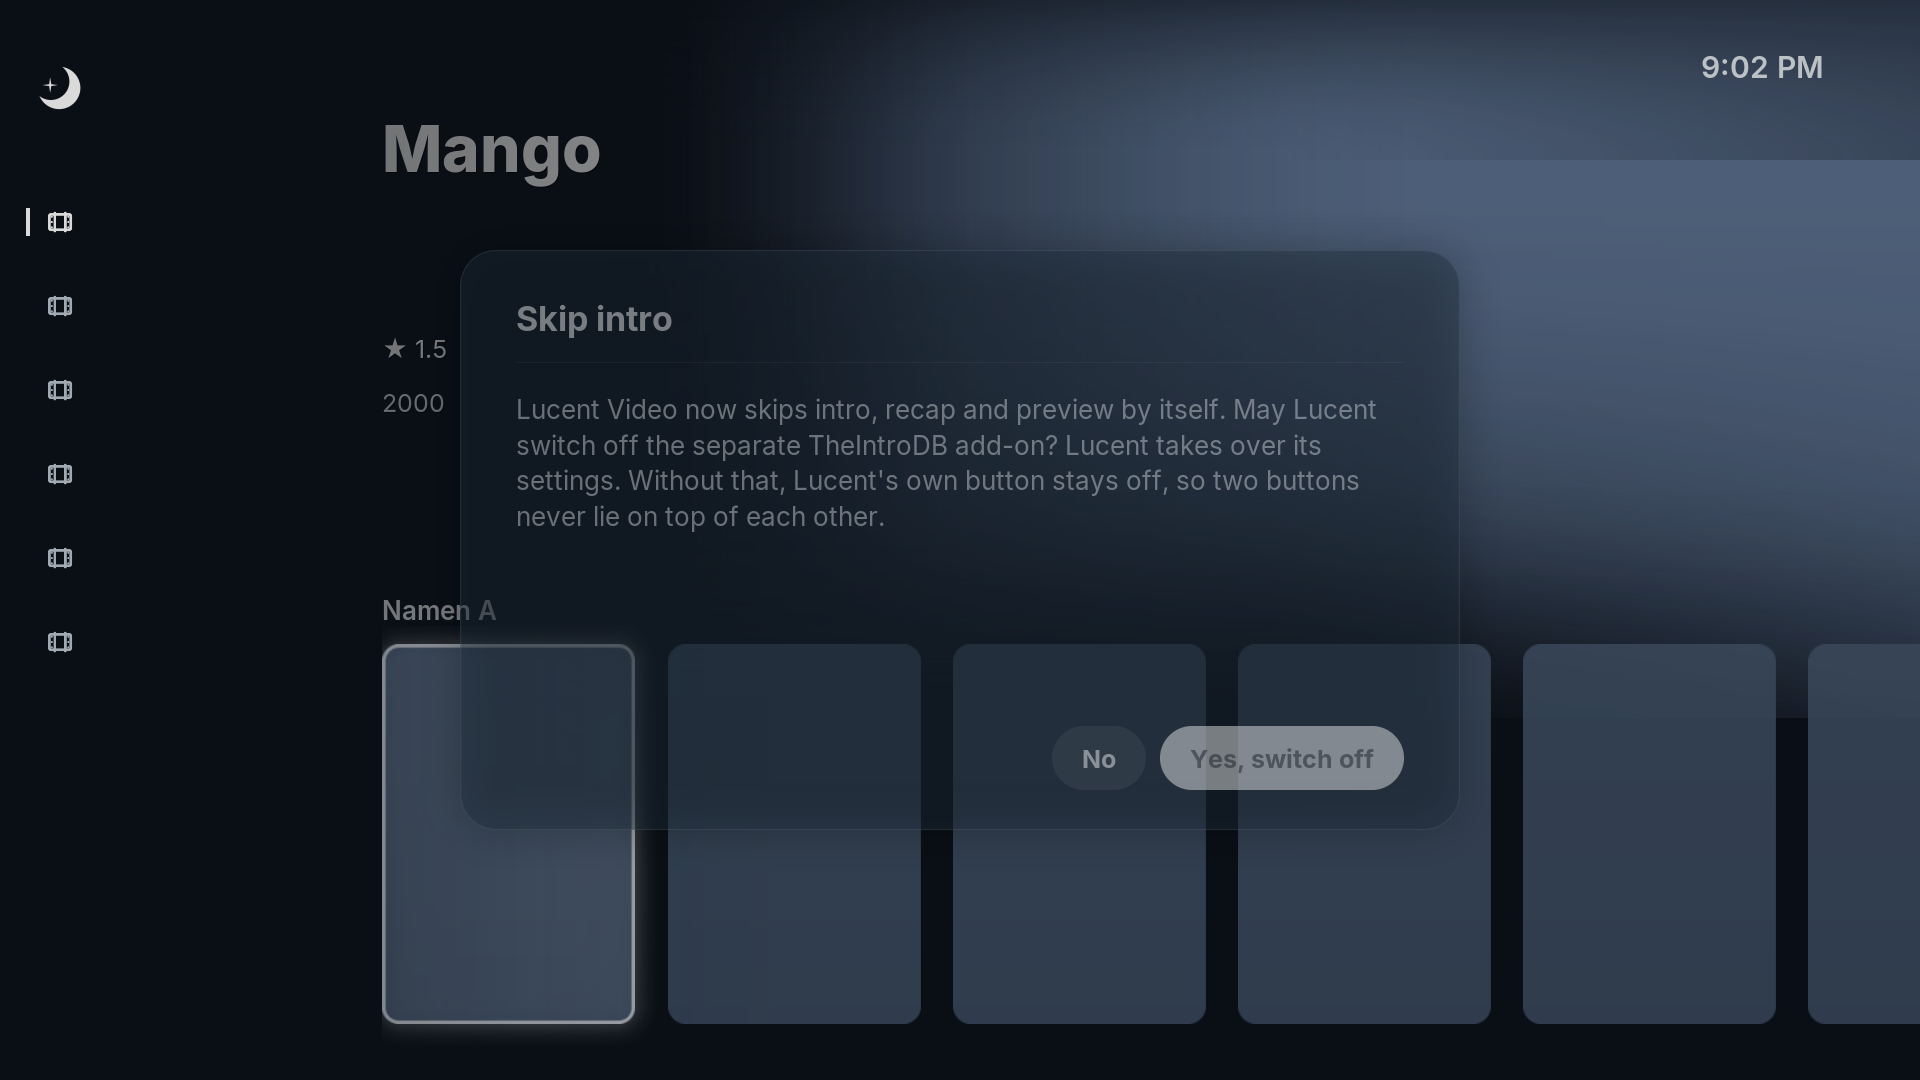 9:02 PM
Mango
Skip intro
★ 1.5
2000
Lucent Video now skips intro, recap and preview by itself. May Lucent
switch off the separate TheIntroDB add-on? Lucent takes over its
settings. Without that, Lucent's own button stays off, so two buttons
never lie on top of each other.
Namen A
No
Yes, switch off